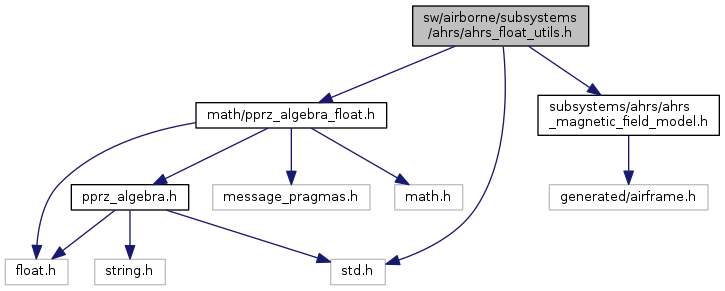 sw/airborne/subsystems
/ahrs/ahrs_float_utils.h
math/pprz_algebra_float.h
subsystems/ahrs/ahrs
_magnetic_field_model.h
pprz_algebra.h
message_pragmas.h
math.h
generated/airframe.h
float.h
string.h
std.h